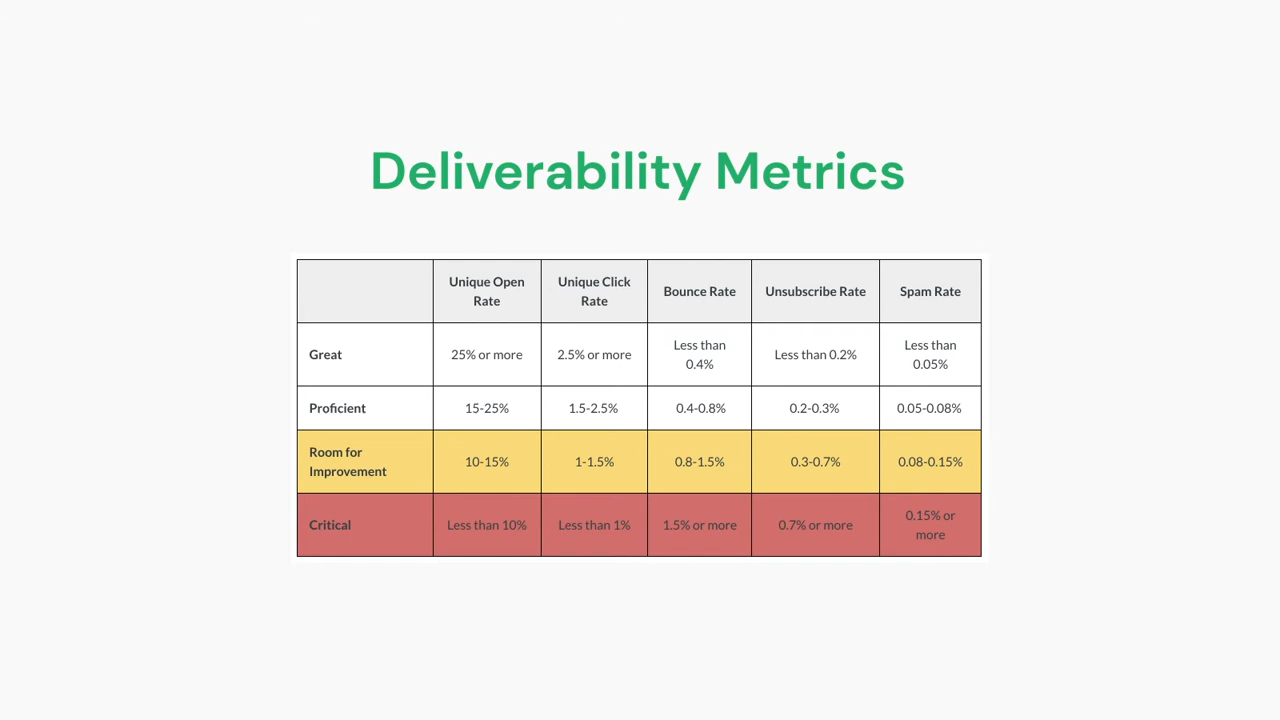 Deliverability Metrics
Unique Open
Rate
Unique Click
Rate
Bounce Rate
Unsubscribe Rate
Spam Rate
Great
25% or more
2.5% or more
Less than
0.4%
Less than 0.2%
Less than
0.05%
Proficient
15-25%
1.5-2.5%
0.4-0.8%
0.2-0.3%
0.05-0.08%
Room for
Improvement
10-15%
1-1.5%
0.8-1.5%
0.3-0.7%
0.08-0.15%
Critical
Less than 10%
Less than 1%
1.5% or more
0.7% or more
0.15% or
more